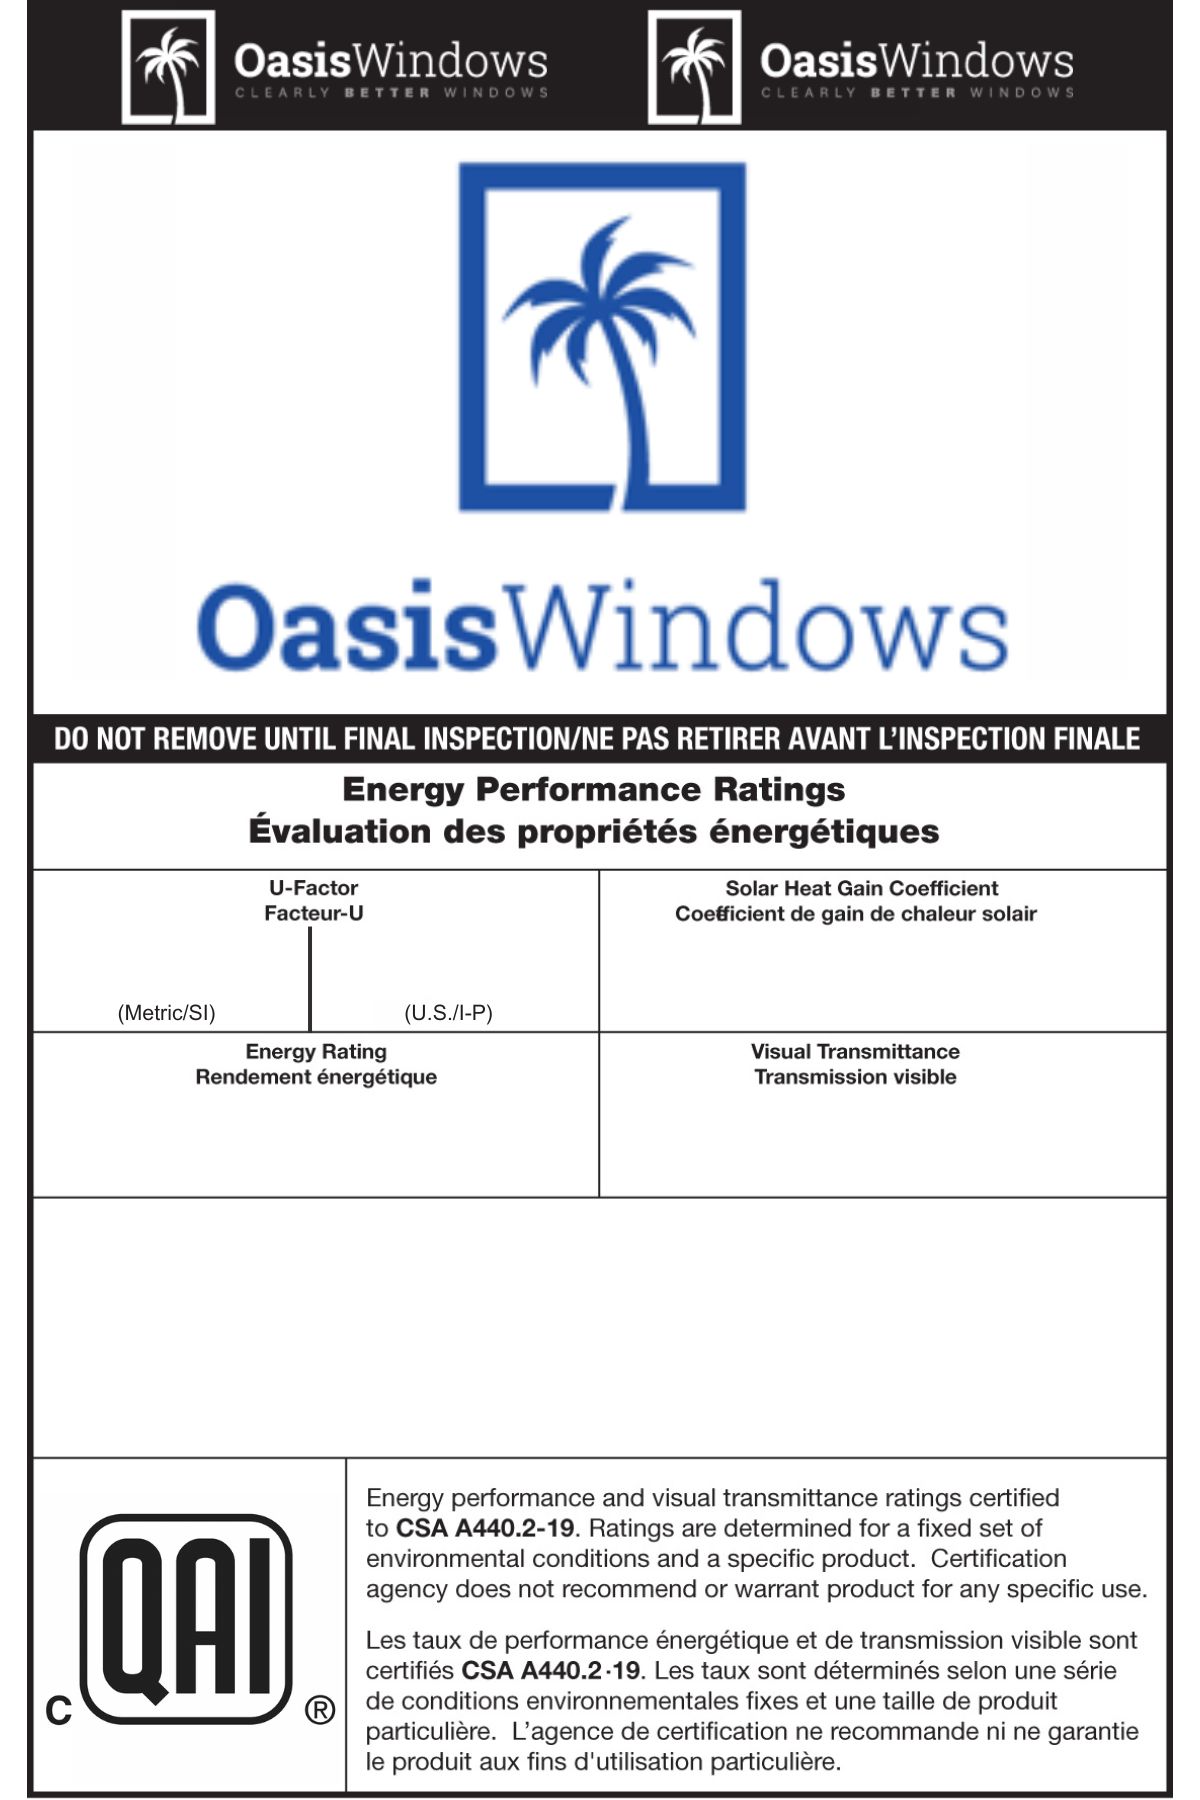 OasisWindows OasisWindows
CLEARLY BETTER WINDOWS CLEARLY BETTER WINDOWS
OasisWindows
DO NOT REMOVE UNTIL FINAL INSPECTION/NE PAS RETIRER AVANT L’INSPECTION FINALE
Energy Performance Ratings
Évaluation des propriétés énergétiques
U-Factor
Facteur-U
(Metric/SI) (U.S./I-P)
Solar Heat Gain Coefficient
Coefficient de gain de chaleur solair
Energy Rating
Rendement énergétique
Visual Transmittance
Transmission visible
C QAI ®
Energy performance and visual transmittance ratings certified
to CSA A440.2-19. Ratings are determined for a fixed set of
environmental conditions and a specific product.  Certification
agency does not recommend or warrant product for any specific use.
Les taux de performance énergétique et de transmission visible sont
certifiés CSA A440.2·19. Les taux sont déterminés selon une série
de conditions environnementales fixes et une taille de produit
particulière.  L’agence de certification ne recommande ni ne garantie
le produit aux fins d'utilisation particulière.